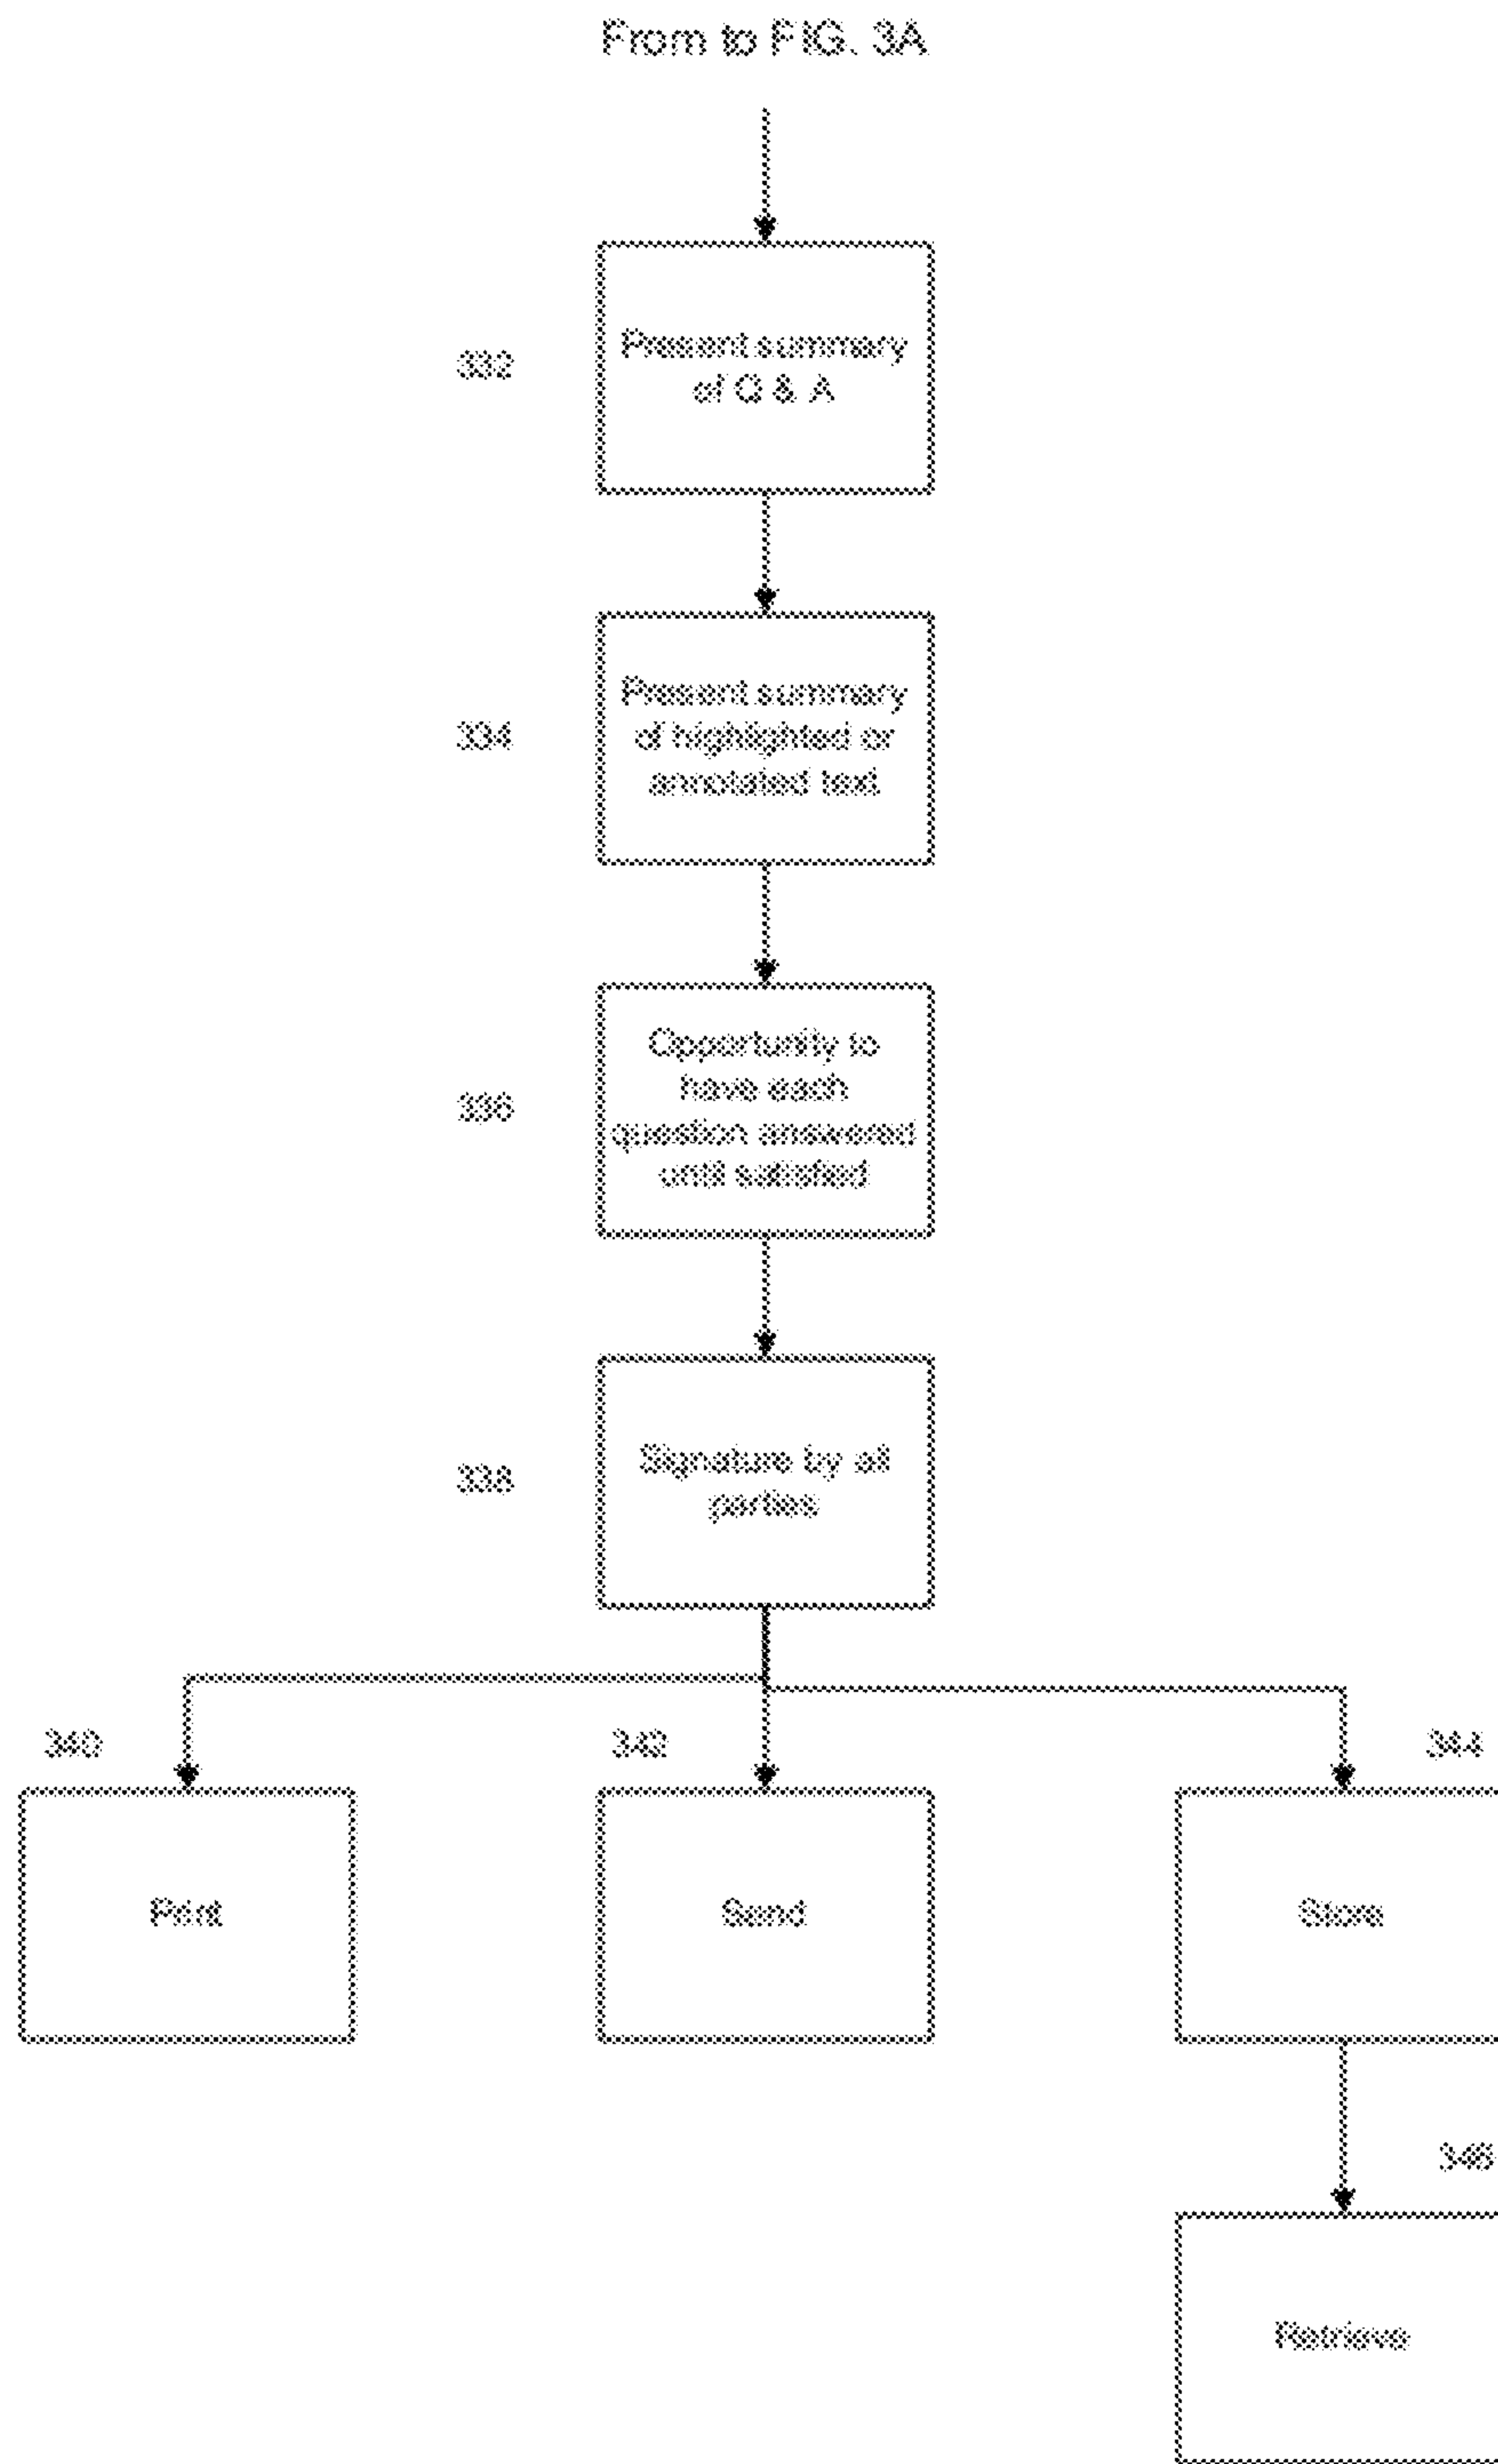 From to FIG. 3A
332
Present summary
of Q & A
334
Present summary
of highlighted or
annotated text
336
Opportunity to
have each
question answered
until satisfied
338
Signature by all
parties
340
342
344
Print
Send
Store
346
Retrieve